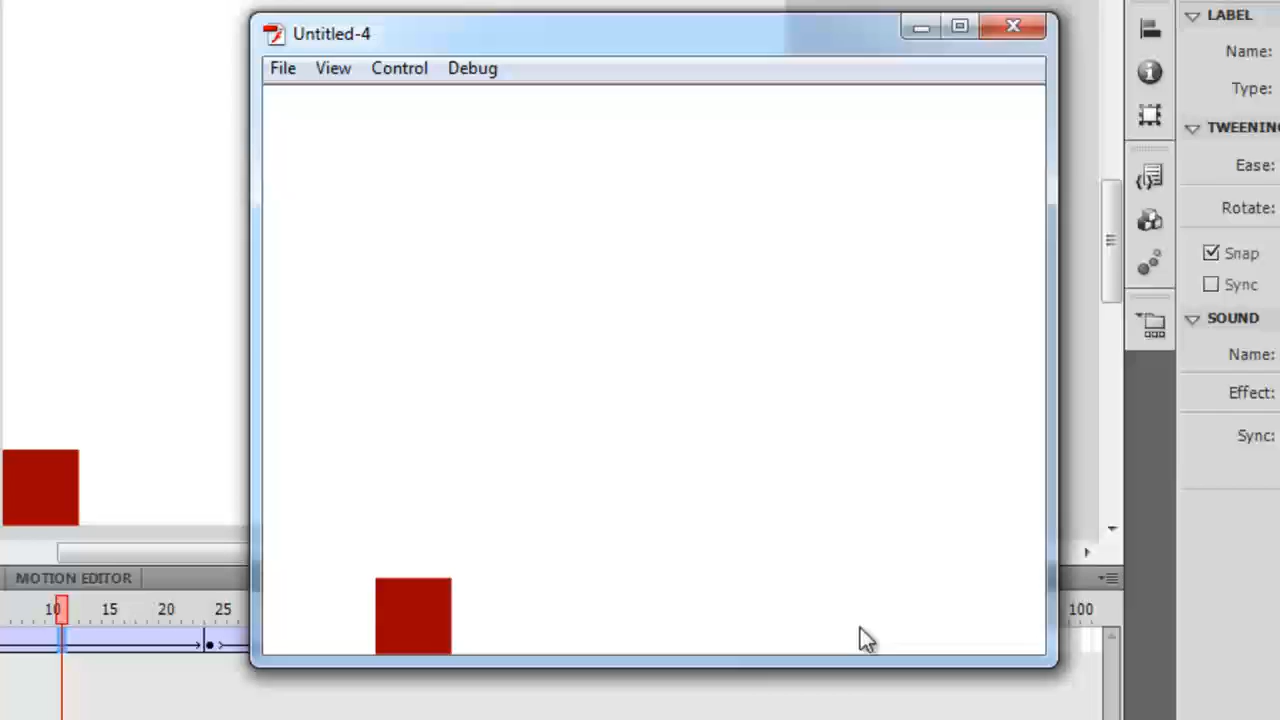 Untitled-4
File View Control Debug
LABEL
Name:
Type:
TWEENING
Ease:
Rotate:
Snap
Sync
SOUND
Name:
Effect:
Sync:
MOTION EDITOR
10 15 20 25 100